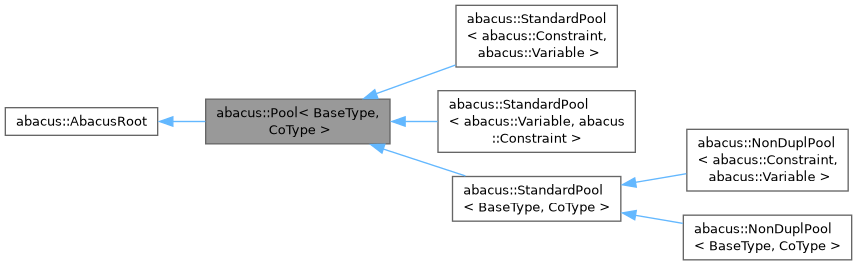 abacus::AbacusRoot
abacus::Pool< BaseType,
CoType >
abacus::StandardPool
< abacus::Constraint,
abacus::Variable >
abacus::StandardPool
< abacus::Variable, abacus
::Constraint >
abacus::StandardPool
< BaseType, CoType >
abacus::NonDuplPool
< abacus::Constraint,
abacus::Variable >
abacus::NonDuplPool
< BaseType, CoType >